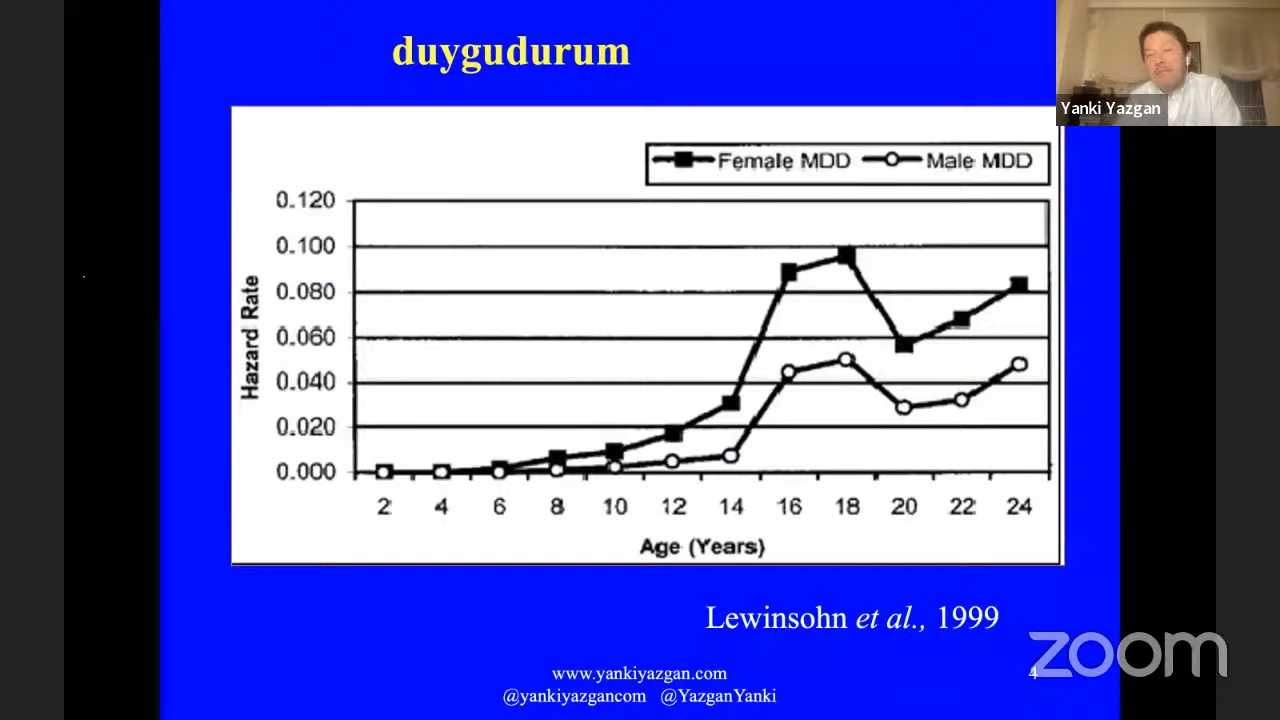 duygudurum
Yanki Yazgan
Female MDD Male MDD
0.120
0.100
0.080
0.060
0.040
0.020
0.000
Hazard Rate
2 4 6 8 10 12 14 16 18 20 22 24
Age (Years)
Lewinsohn et al., 1999
www.yankiyazgan.com
@yankiyazgancom @YazganYanki
4
zoom